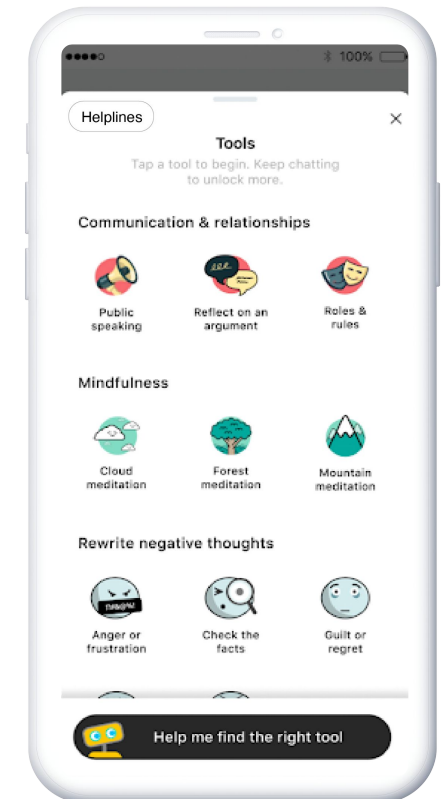 100%
Helplines
Tools
Tap a tool to begin. Keep chatting
to unlock more.
Communication & relationships
Public
speaking
Reflect on an
argument
Roles &
rules
Mindfulness
Cloud
meditation
Forest
meditation
Mountain
meditation
Rewrite negative thoughts
Anger or
frustration
Check the
facts
Guilt or
regret
Help me find the right tool